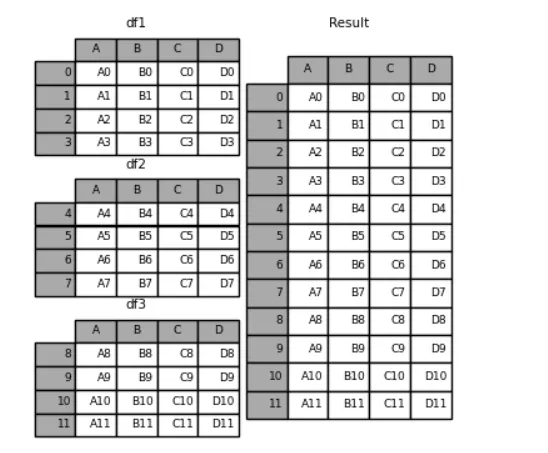 df1
A B C D
0 A0 B0 C0 D0
1 A1 B1 C1 D1
2 A2 B2 C2 D2
3 A3 B3 C3 D3
df2
A B C D
4 A4 B4 C4 D4
5 A5 B5 C5 D5
6 A6 B6 C6 D6
7 A7 B7 C7 D7
df3
A B C D
8 A8 B8 C8 D8
9 A9 B9 C9 D9
10 A10 B10 C10 D10
11 A11 B11 C11 D11
Result
A B C D
0 A0 B0 C0 D0
1 A1 B1 C1 D1
2 A2 B2 C2 D2
3 A3 B3 C3 D3
4 A4 B4 C4 D4
5 A5 B5 C5 D5
6 A6 B6 C6 D6
7 A7 B7 C7 D7
8 A8 B8 C8 D8
9 A9 B9 C9 D9
10 A10 B10 C10 D10
11 A11 B11 C11 D11